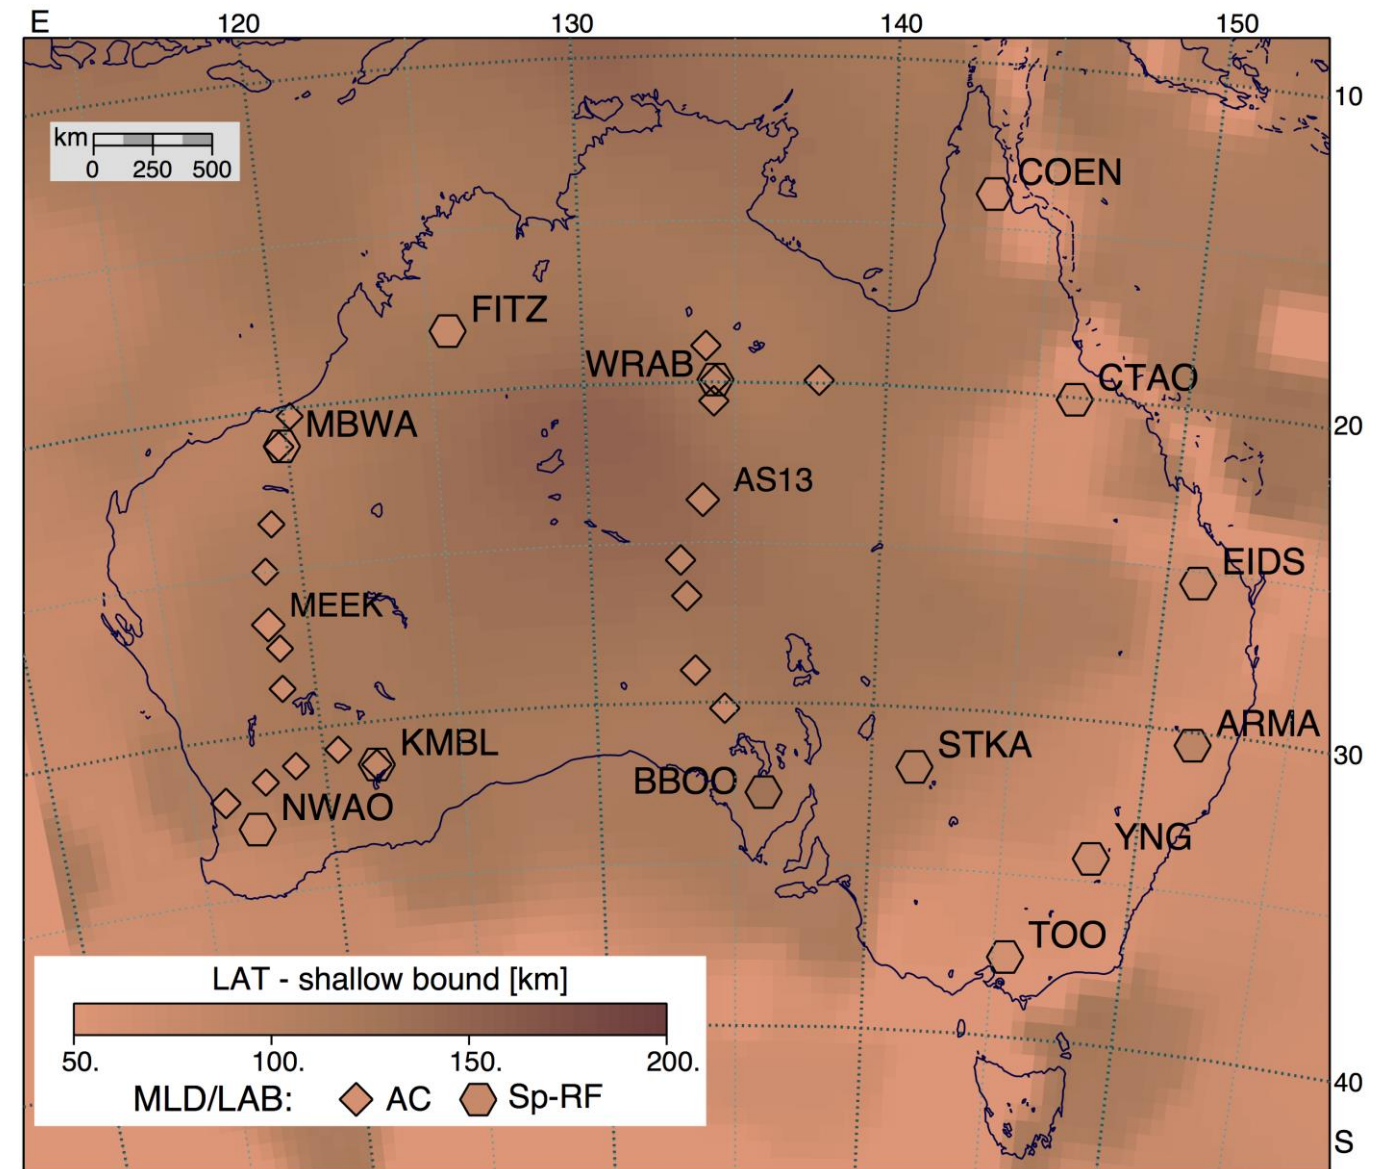 E 120 130 140 150
10
km
0 250 500
COEN
FITZ
WRAB
CTAO
MBWA
20
AS13
EIDS
MEEK
ARMA
KMBL
STKA
30
BBOO
NWAO
YNG
TOO
LAT - shallow bound [km]
50. 100. 150. 200.
MLD/LAB: AC Sp-RF
40
S